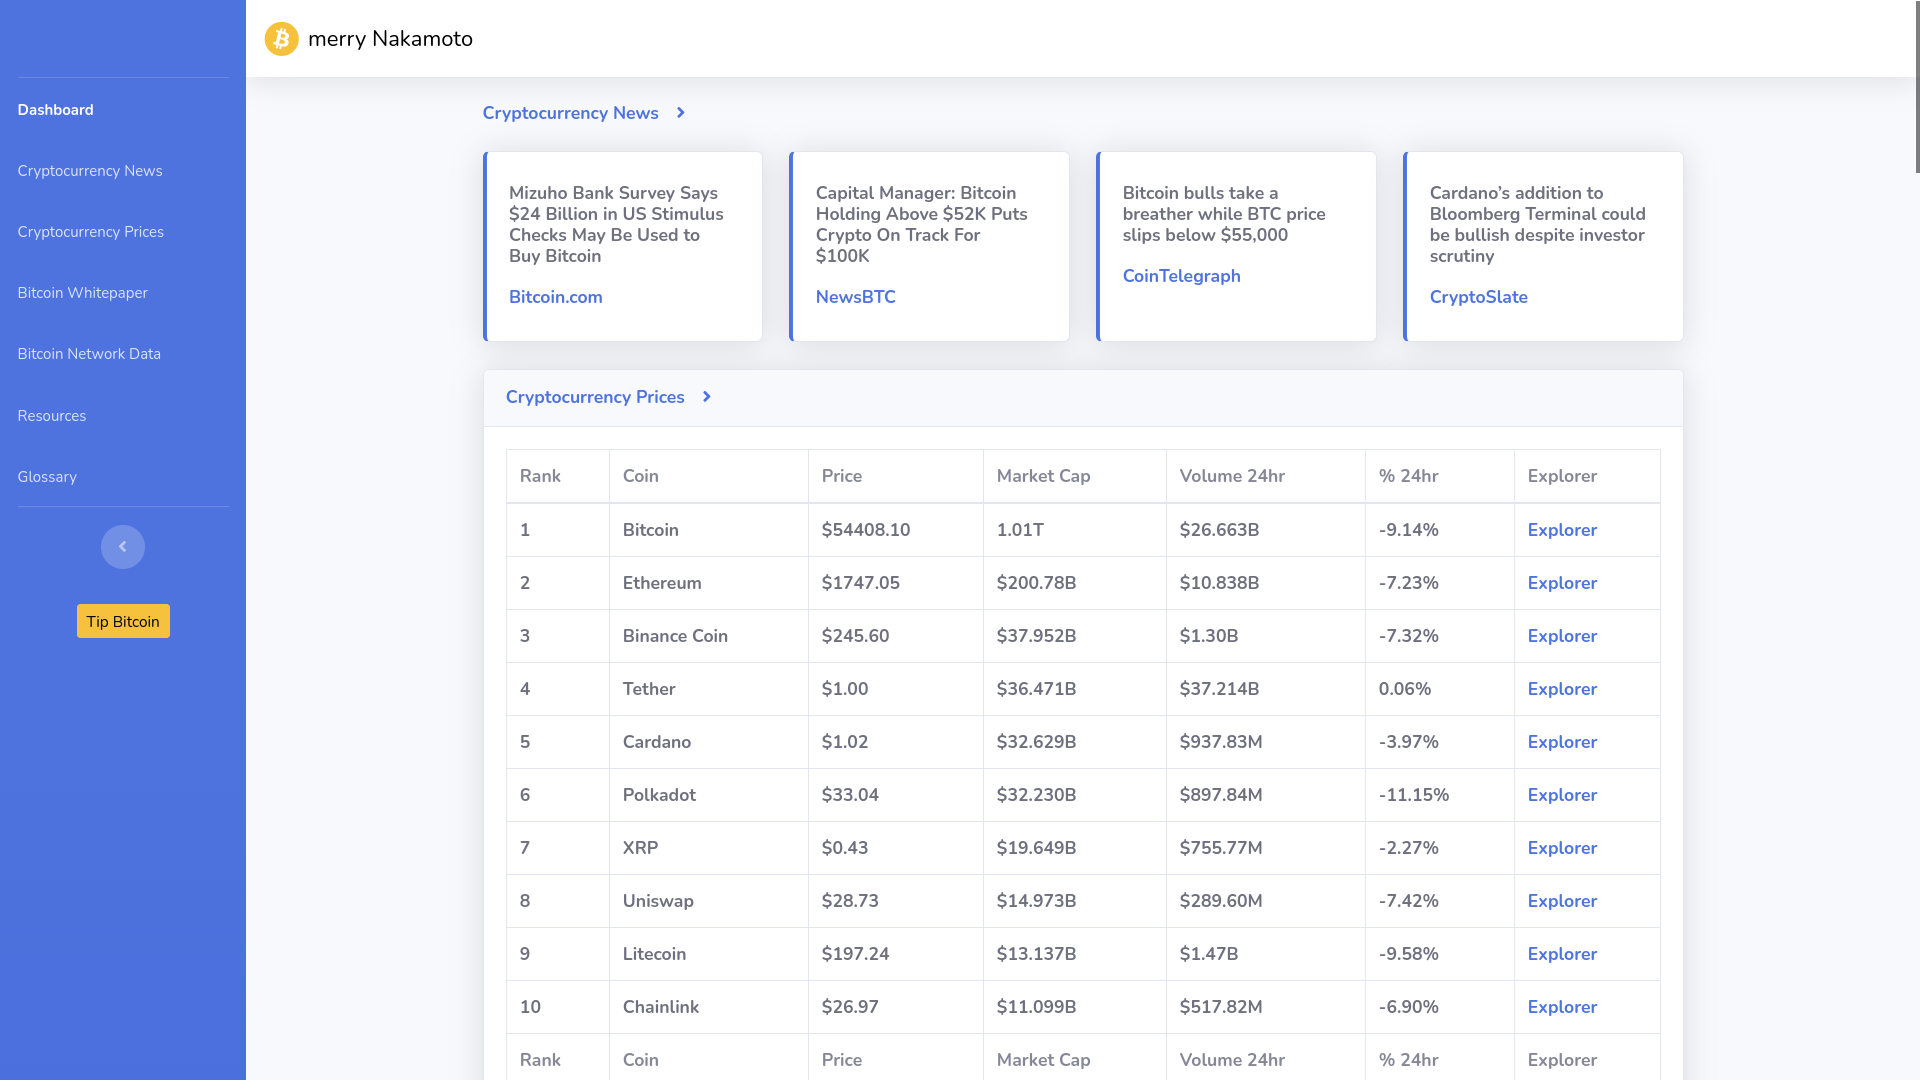 merry Nakamoto
Dashboard
Cryptocurrency News
Cryptocurrency Prices
Bitcoin Whitepaper
Bitcoin Network Data
Resources
Glossary
Tip Bitcoin
Cryptocurrency News
Mizuho Bank Survey Says
$24 Billion in US Stimulus
Checks May Be Used to
Buy Bitcoin
Bitcoin.com
Capital Manager: Bitcoin
Holding Above $52K Puts
Crypto On Track For
$100K
NewsBTC
Bitcoin bulls take a
breather while BTC price
slips below $55,000
CoinTelegraph
Cardano’s addition to
Bloomberg Terminal could
be bullish despite investor
scrutiny
CryptoSlate
Cryptocurrency Prices
Rank Coin Price Market Cap Volume 24hr % 24hr Explorer
1 Bitcoin $54408.10 1.01T $26.663B -9.14% Explorer
2 Ethereum $1747.05 $200.78B $10.838B -7.23% Explorer
3 Binance Coin $245.60 $37.952B $1.30B -7.32% Explorer
4 Tether $1.00 $36.471B $37.214B 0.06% Explorer
5 Cardano $1.02 $32.629B $937.83M -3.97% Explorer
6 Polkadot $33.04 $32.230B $897.84M -11.15% Explorer
7 XRP $0.43 $19.649B $755.77M -2.27% Explorer
8 Uniswap $28.73 $14.973B $289.60M -7.42% Explorer
9 Litecoin $197.24 $13.137B $1.47B -9.58% Explorer
10 Chainlink $26.97 $11.099B $517.82M -6.90% Explorer
Rank Coin Price Market Cap Volume 24hr % 24hr Explorer